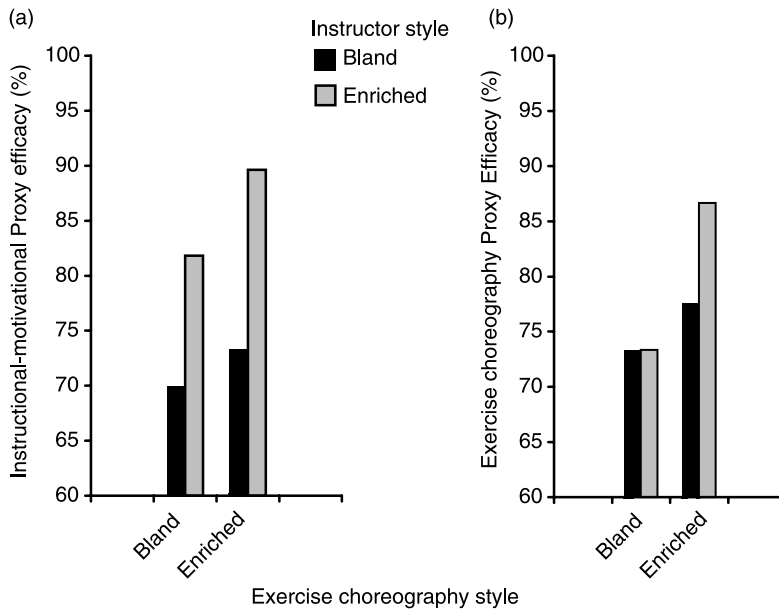 (a)
Instructional-motivational Proxy efficacy (%)
100
95
90
85
80
75
70
65
60
Bland
Enriched
Instructor style
Bland
Enriched
(b)
Exercise choreography Proxy Efficacy (%)
100
95
90
85
80
75
70
65
60
Bland
Enriched
Exercise choreography style